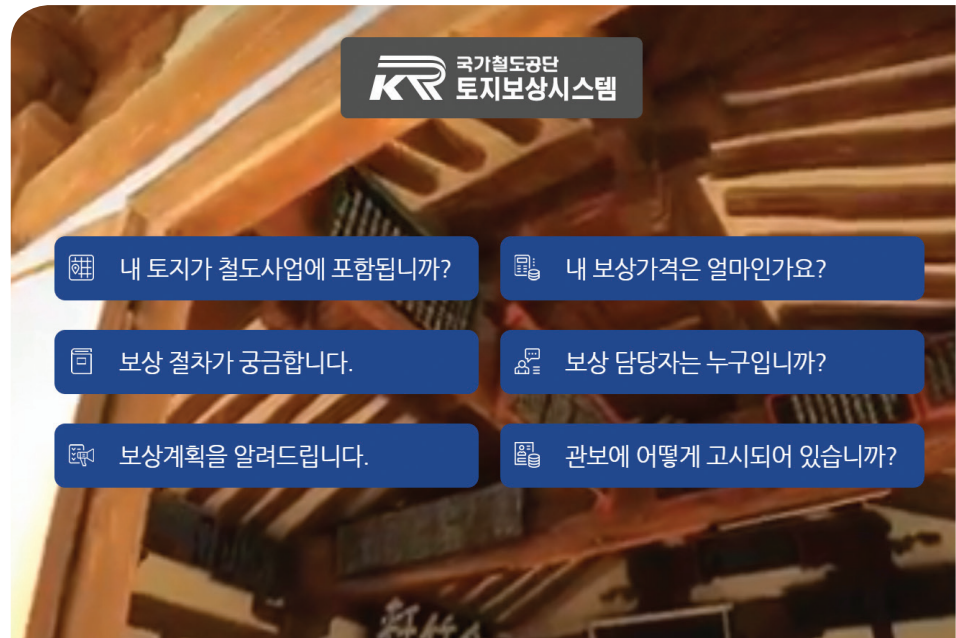 KR 국가철도공단
토지보상시스템
내 토지가 철도사업에 포함됩니까?
내 보상가격은 얼마인가요?
보상 절차가 궁금합니다.
보상 담당자는 누구입니까?
보상계획을 알려드립니다.
관보에 어떻게 고시되어 있습니까?